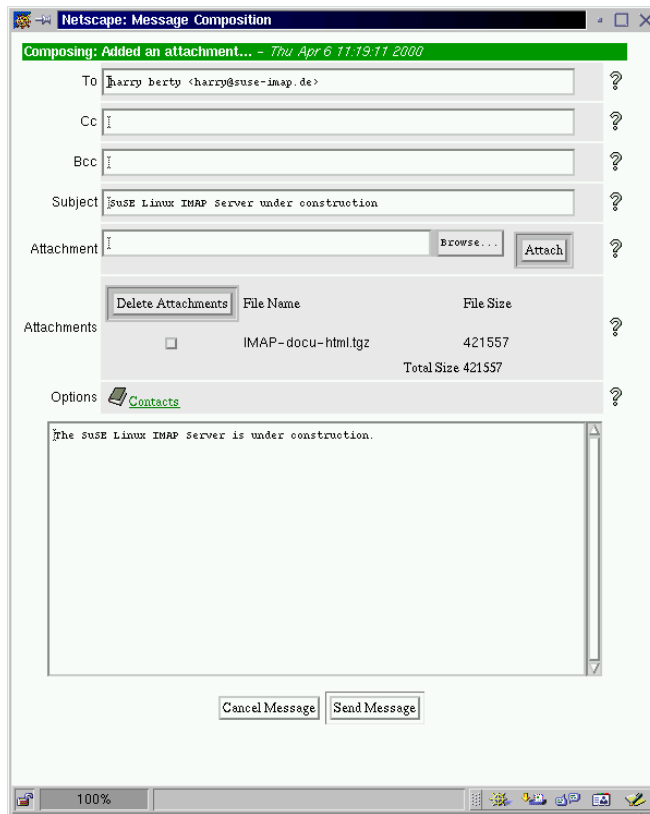 Netscape: Message Composition
Composing: Added an attachment... - Thu Apr 6 11:19:11 2000
To harry berty <harry@suse-imap.de>
Cc
Bcc
Subject SuSE Linux IMAP Server under construction
Attachment Browse... Attach
Delete Attachments File Name File Size
Attachments
IMAP-docu-html.tgz 421557
Total Size 421557
Options Contacts
The SuSE Linux IMAP Server is under construction.
Cancel Message Send Message
100%